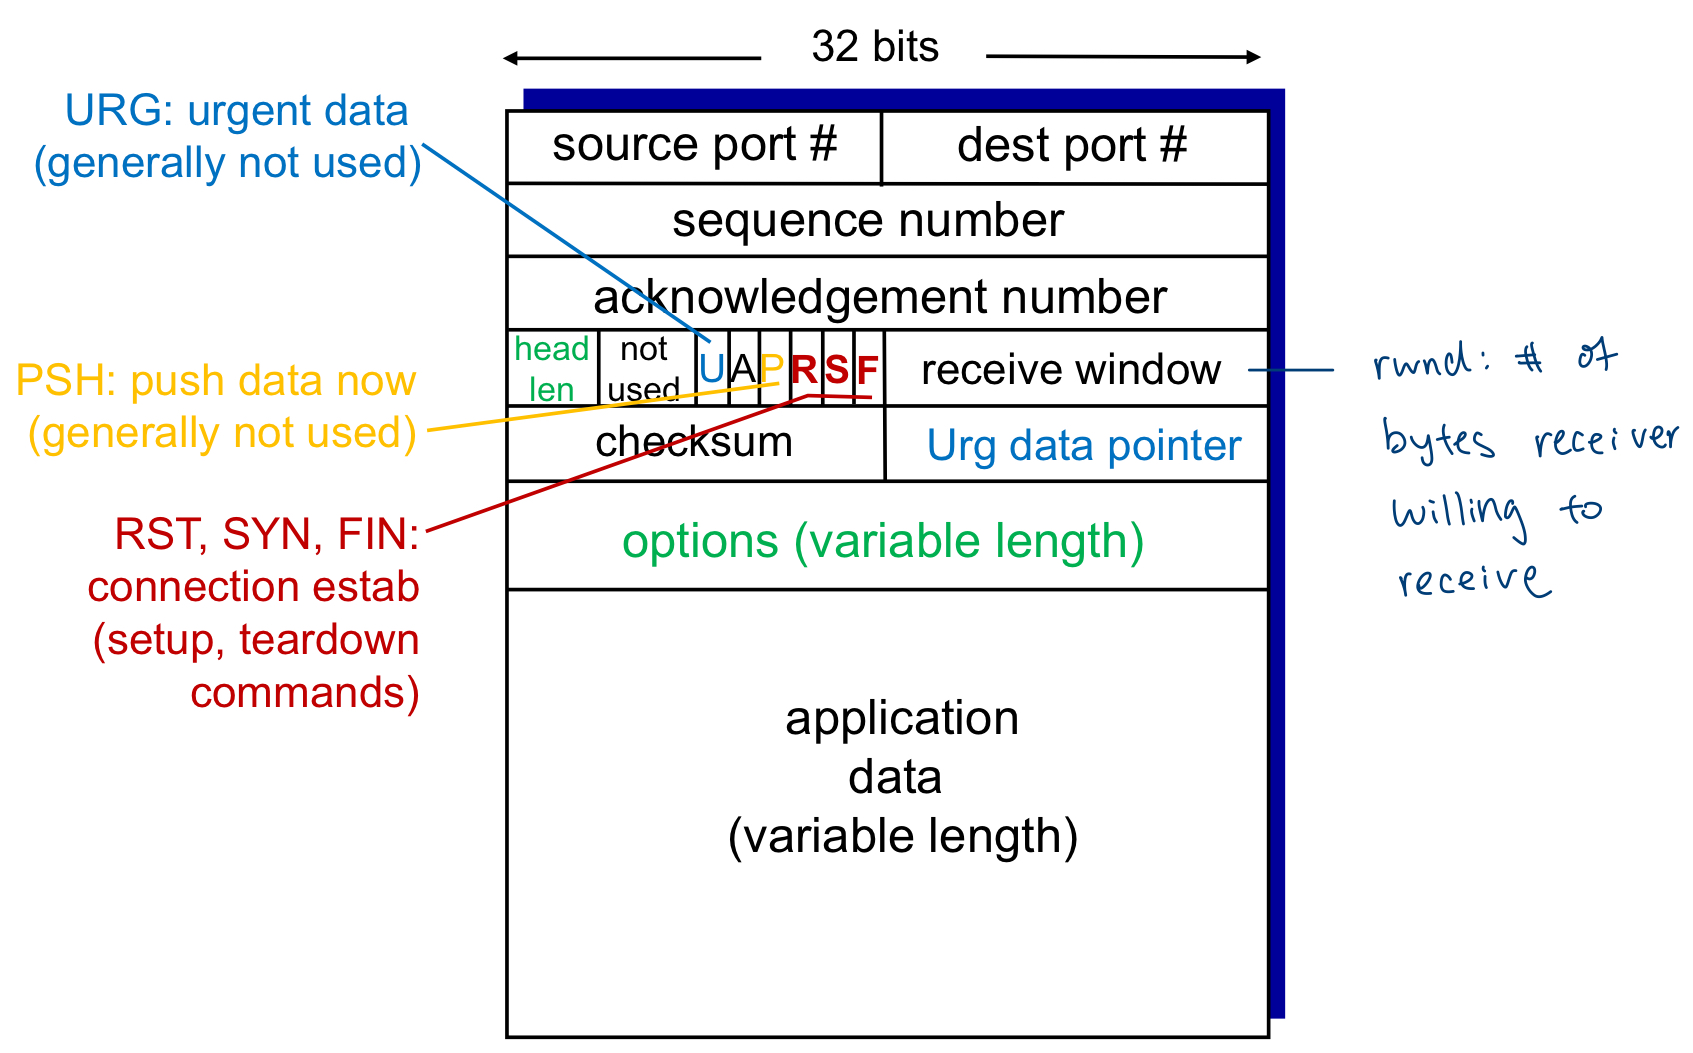 32 bits
URG: urgent data
(generally not used)
source port #
dest port #
sequence number
acknowledgement number
head
len
not
used
U
A
P
R
S
F
receive window
rwnd: # of
bytes receiver
willing to
receive
PSH: push data now
(generally not used)
checksum
Urg data pointer
RST, SYN, FIN:
connection estab
(setup, teardown
commands)
options (variable length)
application
data
(variable length)